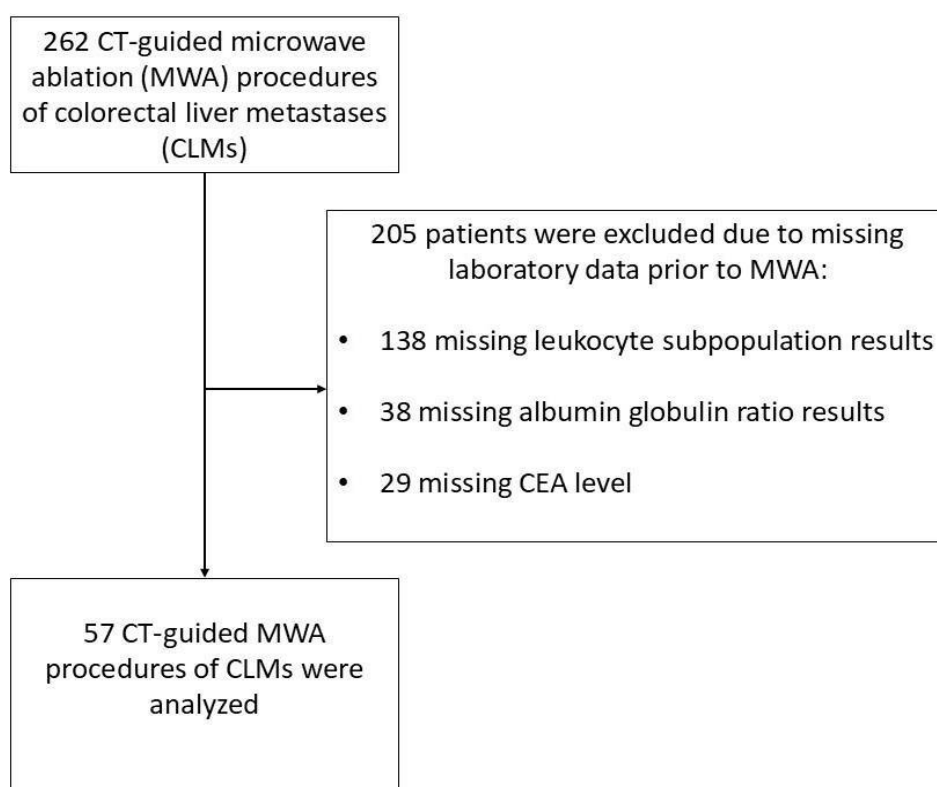 262 CT-guided microwave
ablation (MWA) procedures
of colorectal liver metastases
(CLMs)
205 patients were excluded due to missing
laboratory data prior to MWA:
• 138 missing leukocyte subpopulation results
• 38 missing albumin globulin ratio results
• 29 missing CEA level
57 CT-guided MWA
procedures of CLMs were
analyzed